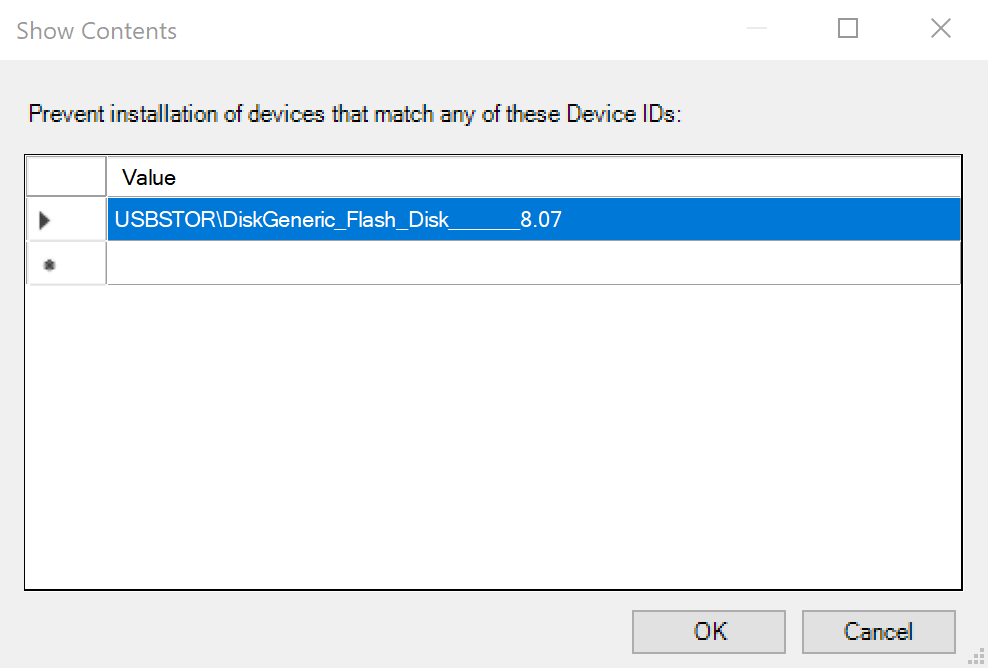 Show Contents
Prevent installation of devices that match any of these Device IDs:
Value
USBSTOR\DiskGeneric_Flash_Disk______8.07
OK
Cancel